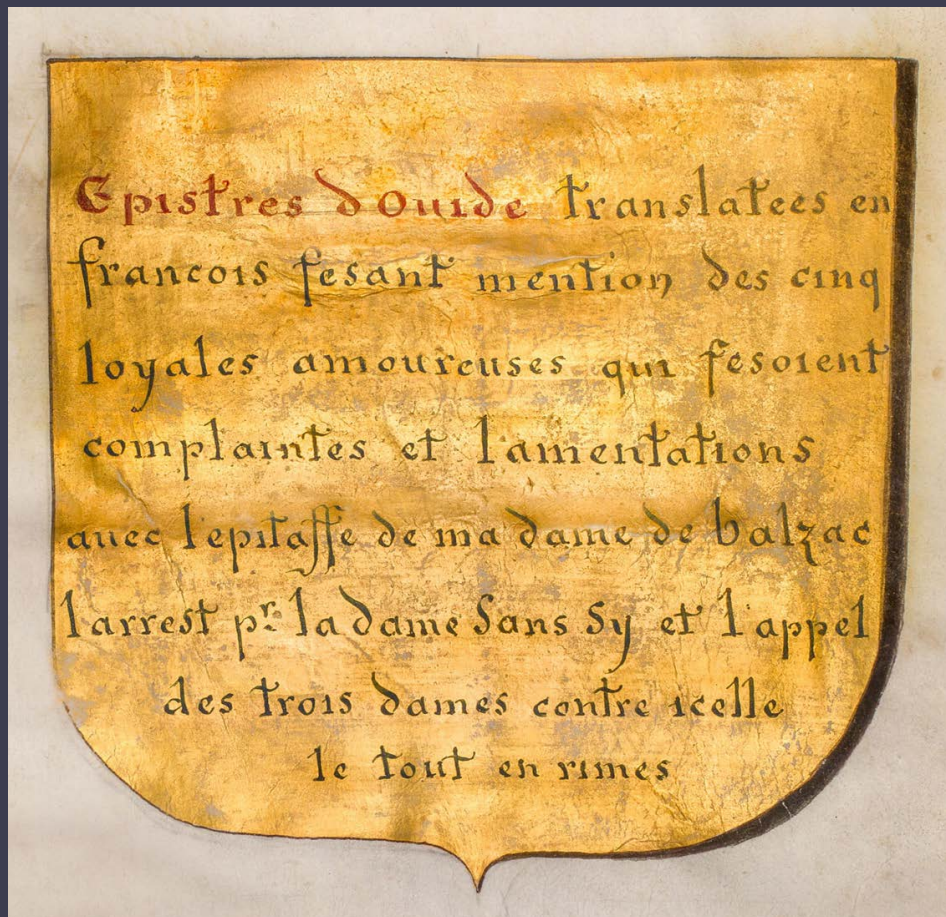 Epistres dOuide translatees en
francois fesant mention des cinq
loyales amoureuses qui fesoient
complaintes et lamentations
auec lepitaffe de ma dame de balzac
larrest pr. la dame Sans Sy et lappel
des trois dames contre icelle
le tout en rimes